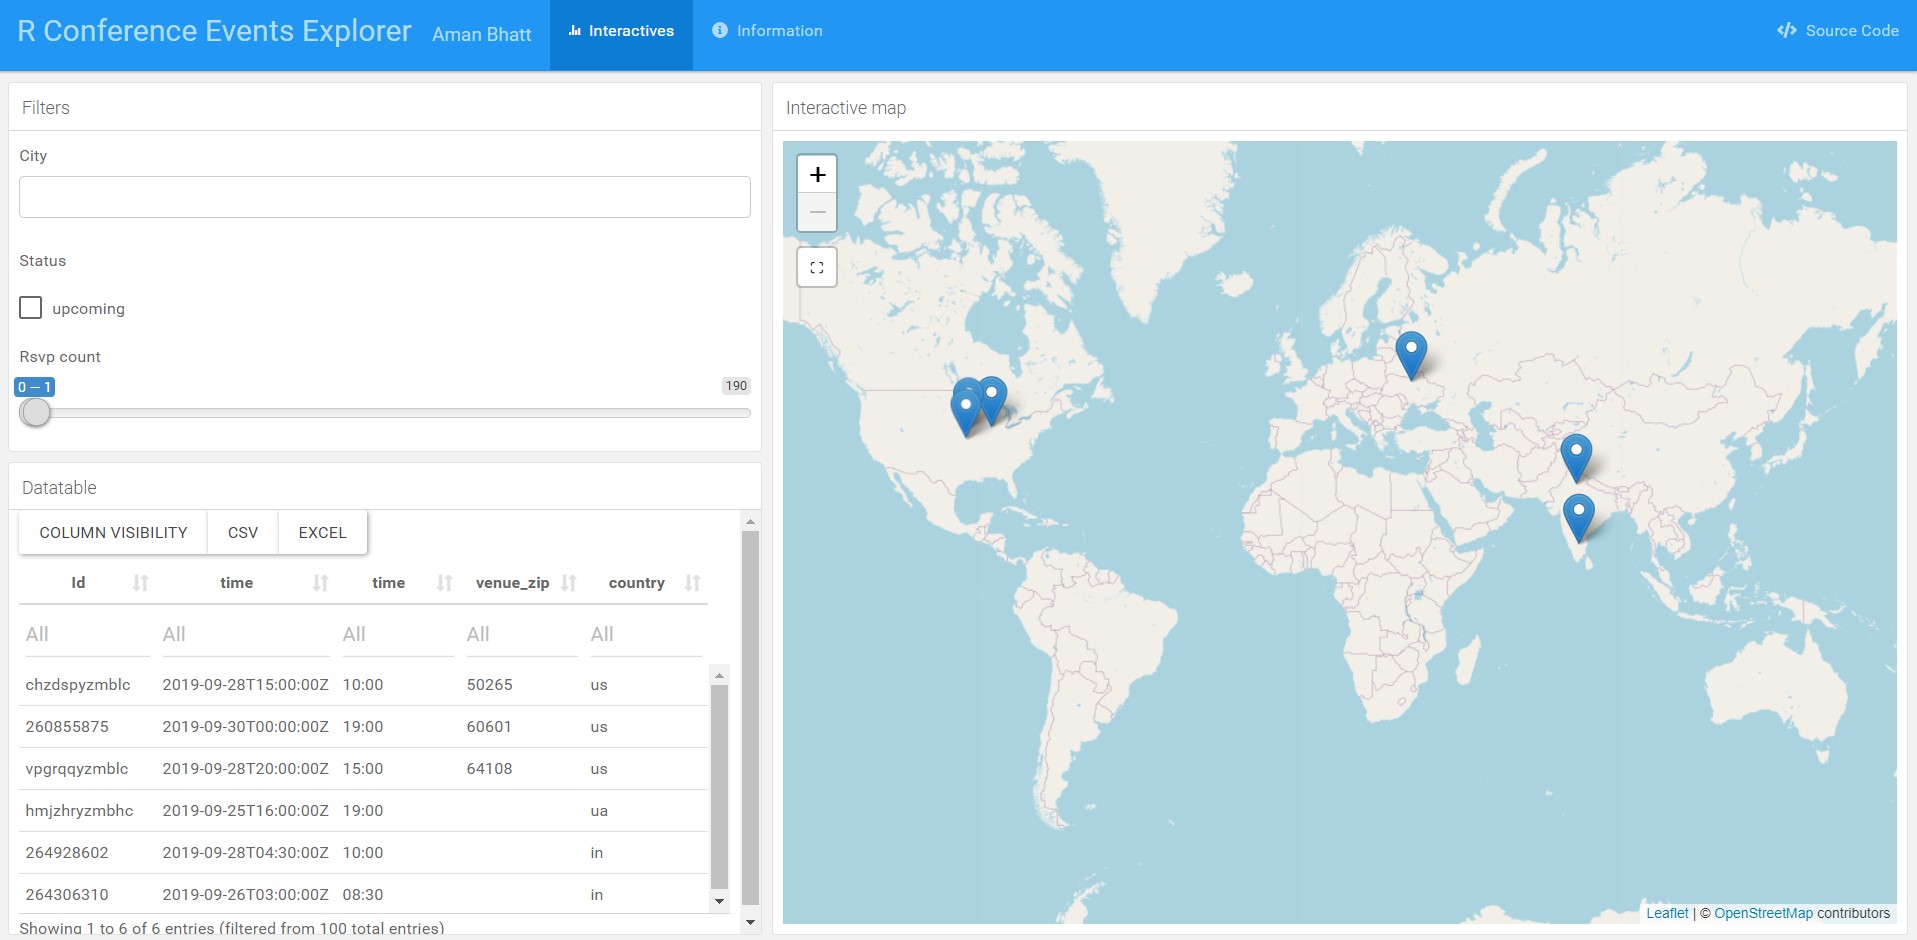 R Conference Events Explorer Aman Bhatt Interactives Information Source Code
Filters
City
Status
upcoming
Rsvp count
0 — 1 190
Datatable
COLUMN VISIBILITY CSV EXCEL
Id time time venue_zip country
All All All All All
chzdspyzmblc 2019-09-28T15:00:00Z 10:00 50265 us
260855875 2019-09-30T00:00:00Z 19:00 60601 us
vpgrqqyzmblc 2019-09-28T20:00:00Z 15:00 64108 us
hmjzhryzmbhc 2019-09-25T16:00:00Z 19:00 ua
264928602 2019-09-28T04:30:00Z 10:00 in
264306310 2019-09-26T03:00:00Z 08:30 in
Showing 1 to 6 of 6 entries (filtered from 100 total entries)
Interactive map
+
−
Leaflet | © OpenStreetMap contributors